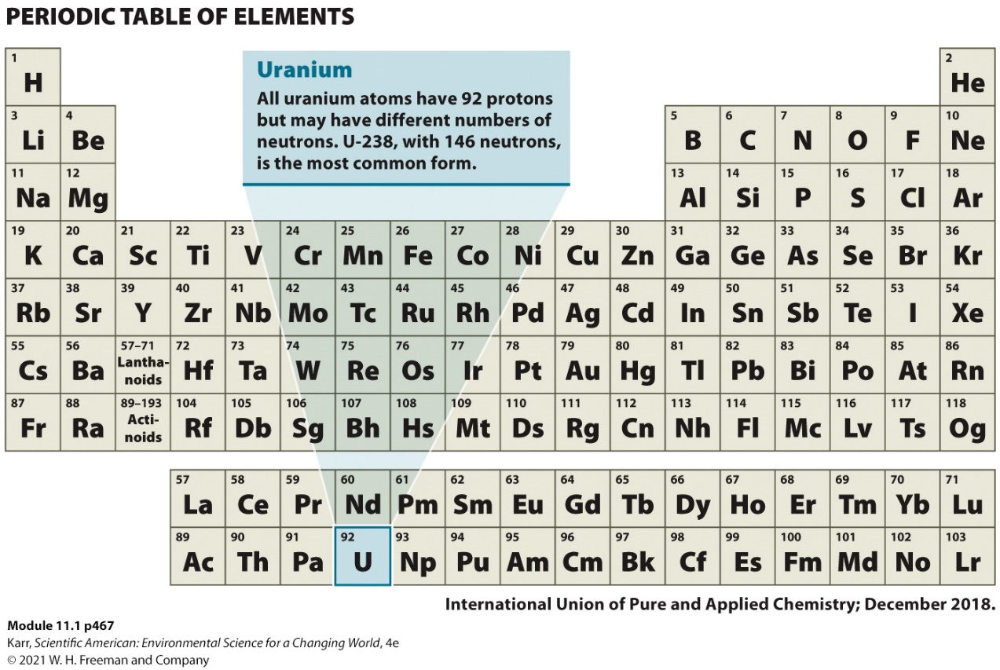 PERIODIC TABLE OF ELEMENTS
Uranium
All uranium atoms have 92 protons
but may have different numbers of
neutrons. U-238, with 146 neutrons,
is the most common form.
1 2
H He
3 4 5 6 7 8 9 10
Li Be B C N O F Ne
11 12 13 14 15 16 17 18
Na Mg Al Si P S Cl Ar
19 20 21 22 23 24 25 26 27 28 29 30 31 32 33 34 35 36
K Ca Sc Ti V Cr Mn Fe Co Ni Cu Zn Ga Ge As Se Br Kr
37 38 39 40 41 42 43 44 45 46 47 48 49 50 51 52 53 54
Rb Sr Y Zr Nb Mo Tc Ru Rh Pd Ag Cd In Sn Sb Te I Xe
55 56 57–71 72 73 74 75 76 77 78 79 80 81 82 83 84 85 86
Cs Ba Lantha-
noids Hf Ta W Re Os Ir Pt Au Hg Tl Pb Bi Po At Rn
87 88 89–193 104 105 106 107 108 109 110 111 112 113 114 115 116 117 118
Fr Ra Acti-
noids Rf Db Sg Bh Hs Mt Ds Rg Cn Nh Fl Mc Lv Ts Og
57 58 59 60 61 62 63 64 65 66 67 68 69 70 71
La Ce Pr Nd Pm Sm Eu Gd Tb Dy Ho Er Tm Yb Lu
89 90 91 92 93 94 95 96 97 98 99 100 101 102 103
Ac Th Pa U Np Pu Am Cm Bk Cf Es Fm Md No Lr
International Union of Pure and Applied Chemistry; December 2018.
Module 11.1 p467
Karr, Scientific American: Environmental Science for a Changing World, 4e
© 2021 W. H. Freeman and Company